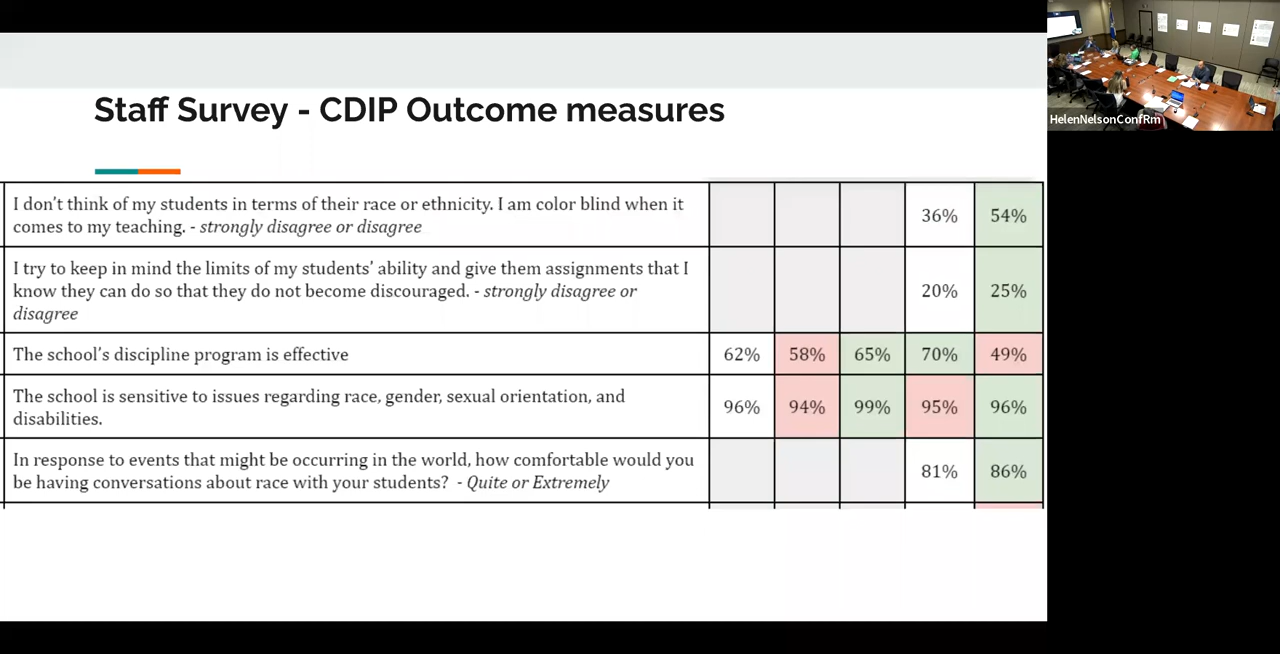 Staff Survey - CDIP Outcome measures
I don't think of my students in terms of their race or ethnicity. I am color blind when it
comes to my teaching. - strongly disagree or disagree
36%
54%
I try to keep in mind the limits of my students' ability and give them assignments that I
know they can do so that they do not become discouraged. - strongly disagree or
disagree
20%
25%
The school's discipline program is effective
62%
58%
65%
70%
49%
The school is sensitive to issues regarding race, gender, sexual orientation, and
disabilities.
96%
94%
99%
95%
96%
In response to events that might be occurring in the world, how comfortable would you
be having conversations about race with your students?  - Quite or Extremely
81%
86%
HelenNelsonConfRm